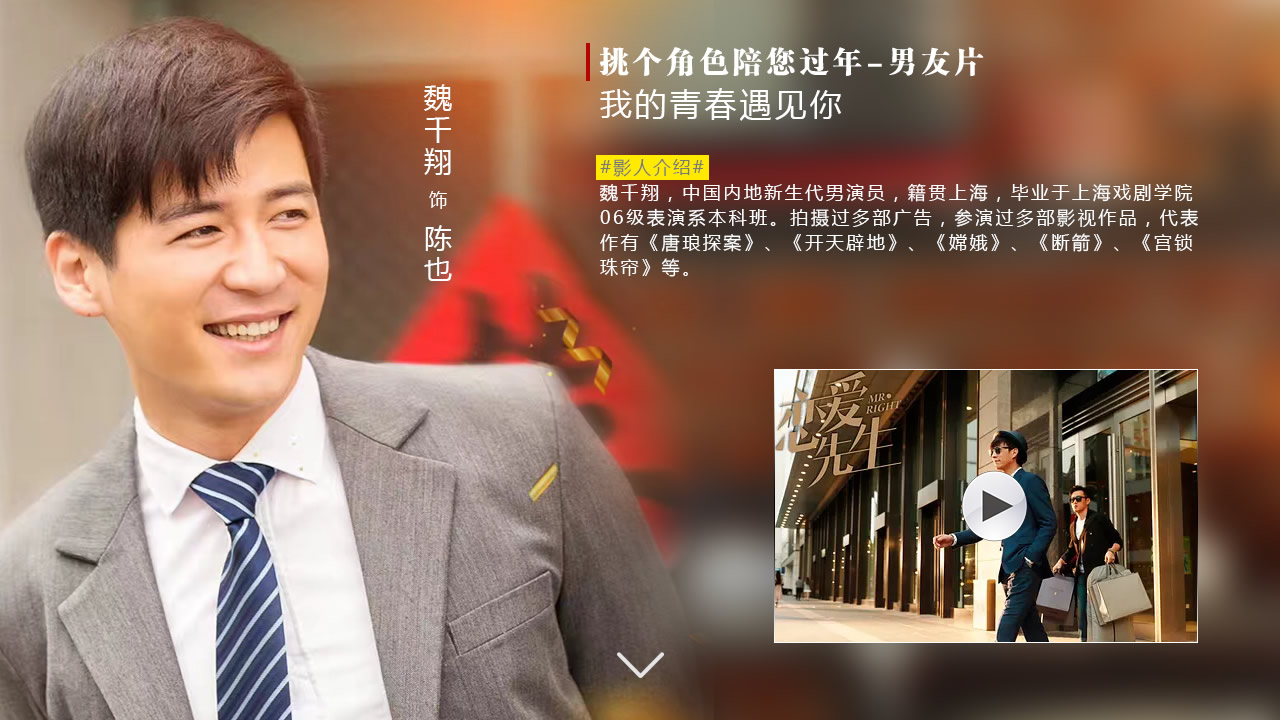 挑个角色陪您过年-男友片
我的青春遇见你
魏千翔 饰 陈也
#影人介绍#
魏千翔，中国内地新生代男演员，籍贯上海，毕业于上海戏剧学院
06级表演系本科班。拍摄过多部广告，参演过多部影视作品，代表
作有《唐琅探案》、《开天辟地》、《嫦娥》、《断箭》、《宫锁
珠帘》等。
恋爱先生
MR.
RIGHT